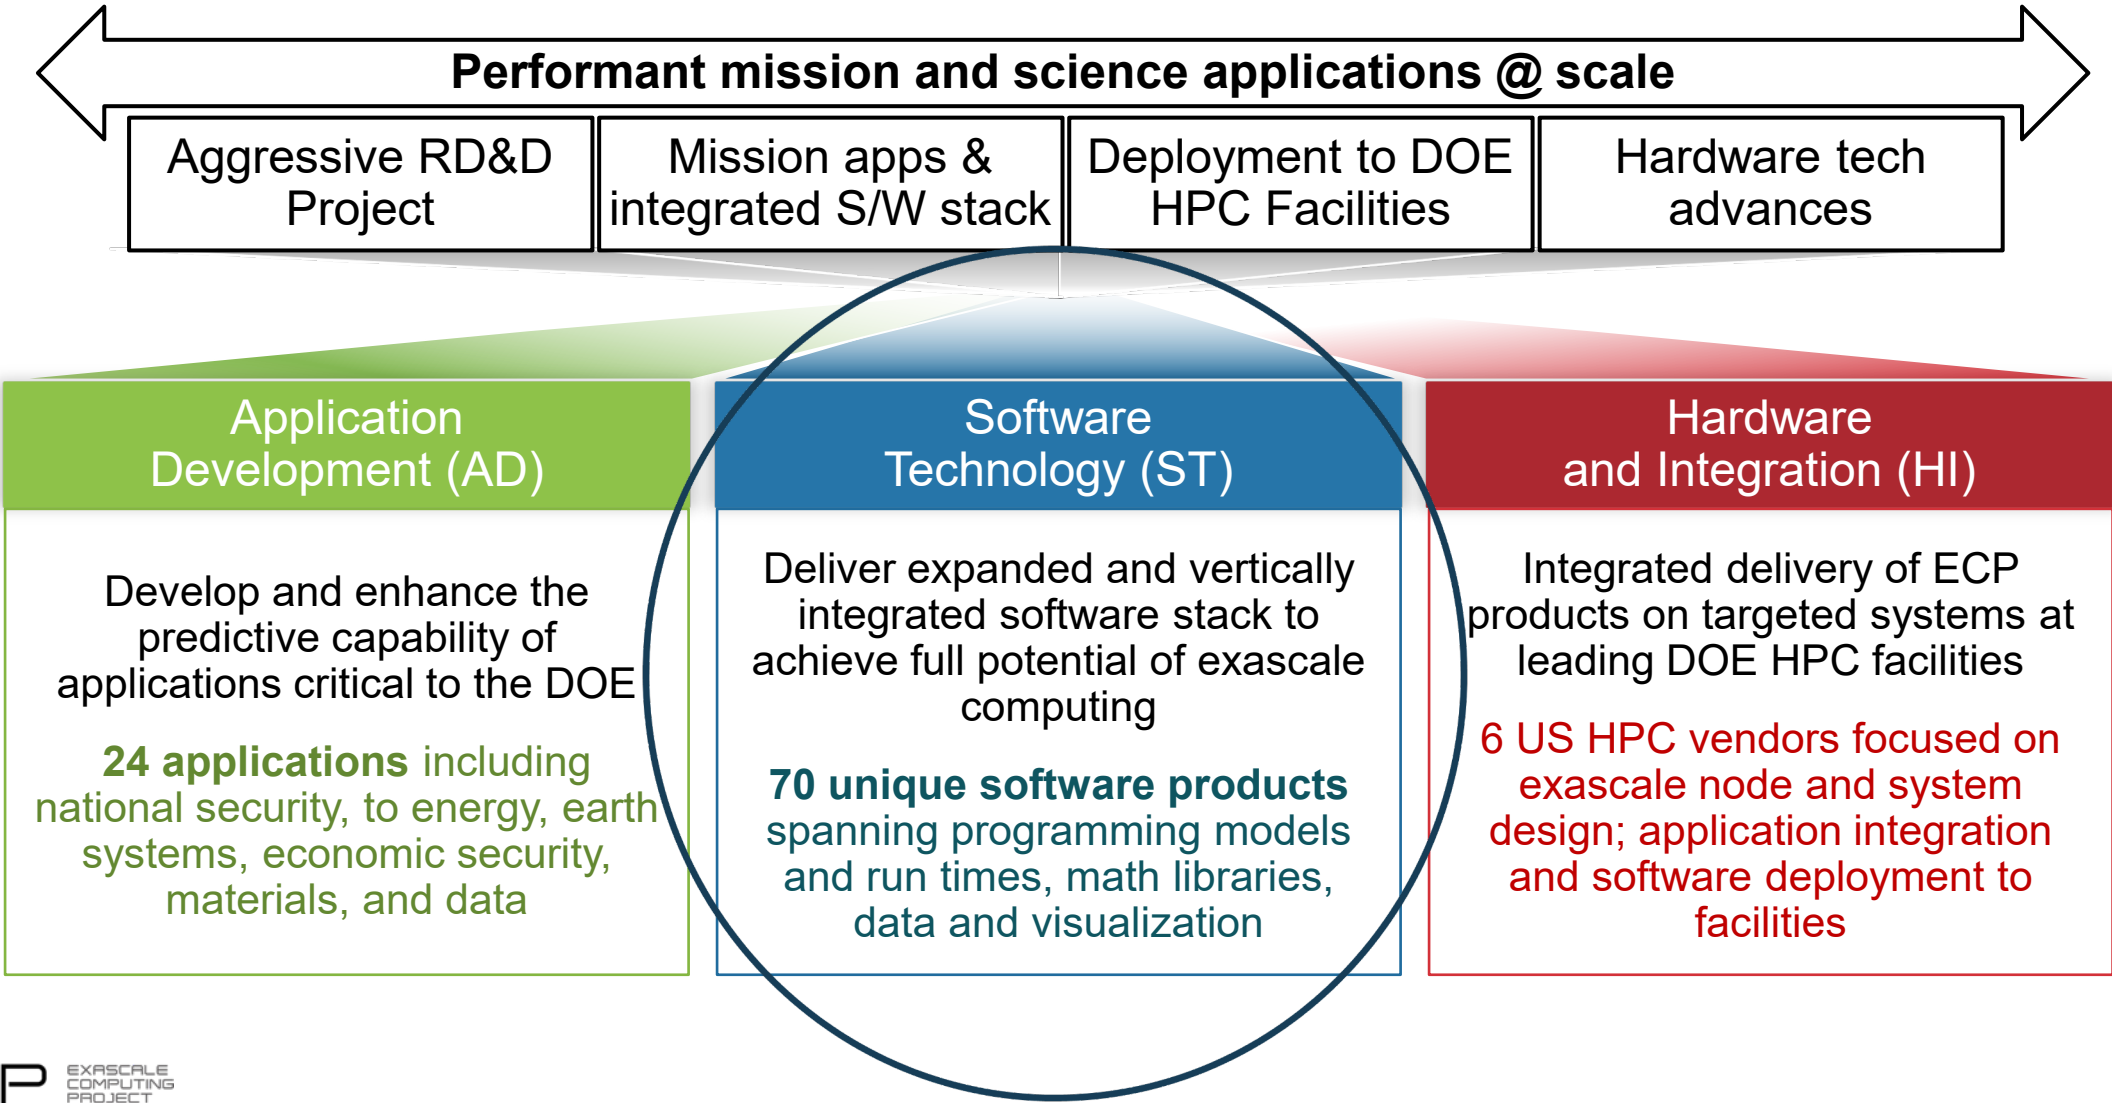 Performant mission and science applications @ scale
Aggressive RD&D
Project
Mission apps &
integrated S/W stack
Deployment to DOE
HPC Facilities
Hardware tech
advances
Application
Development (AD)
Develop and enhance the
predictive capability of
applications critical to the DOE
24 applications including
national security, to energy, earth
systems, economic security,
materials, and data
Software
Technology (ST)
Deliver expanded and vertically
integrated software stack to
achieve full potential of exascale
computing
70 unique software products
spanning programming models
and run times, math libraries,
data and visualization
Hardware
and Integration (HI)
Integrated delivery of ECP
products on targeted systems at
leading DOE HPC facilities
6 US HPC vendors focused on
exascale node and system
design; application integration
and software deployment to
facilities
P
EXASCALE
COMPUTING
PROJECT